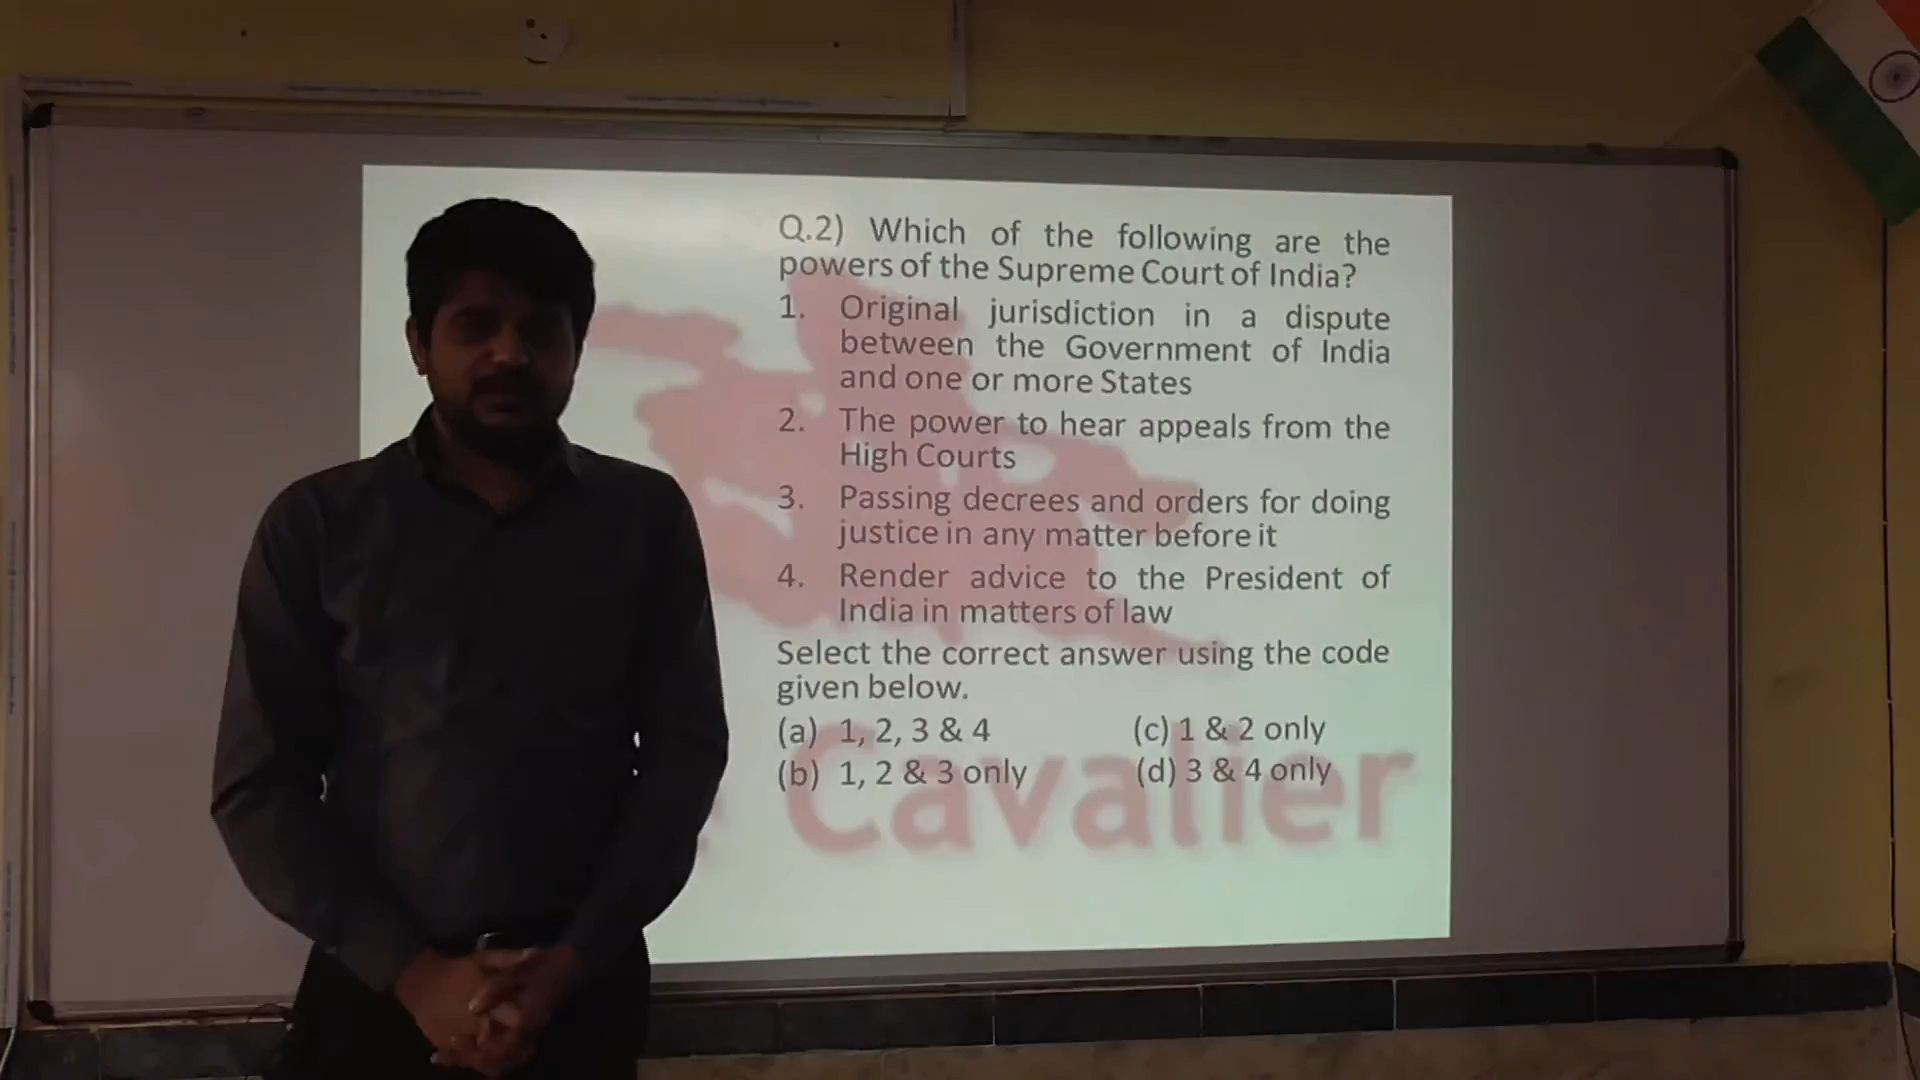 Q.2) Which of the following are the
powers of the Supreme Court of India?
1. Original jurisdiction in a dispute
between the Government of India
and one or more States
2. The power to hear appeals from the
High Courts
3. Passing decrees and orders for doing
justice in any matter before it
4. Render advice to the President of
India in matters of law
Select the correct answer using the code
given below.
(a) 1, 2, 3 & 4 (c) 1 & 2 only
(b) 1, 2 & 3 only (d) 3 & 4 only
Cavalier